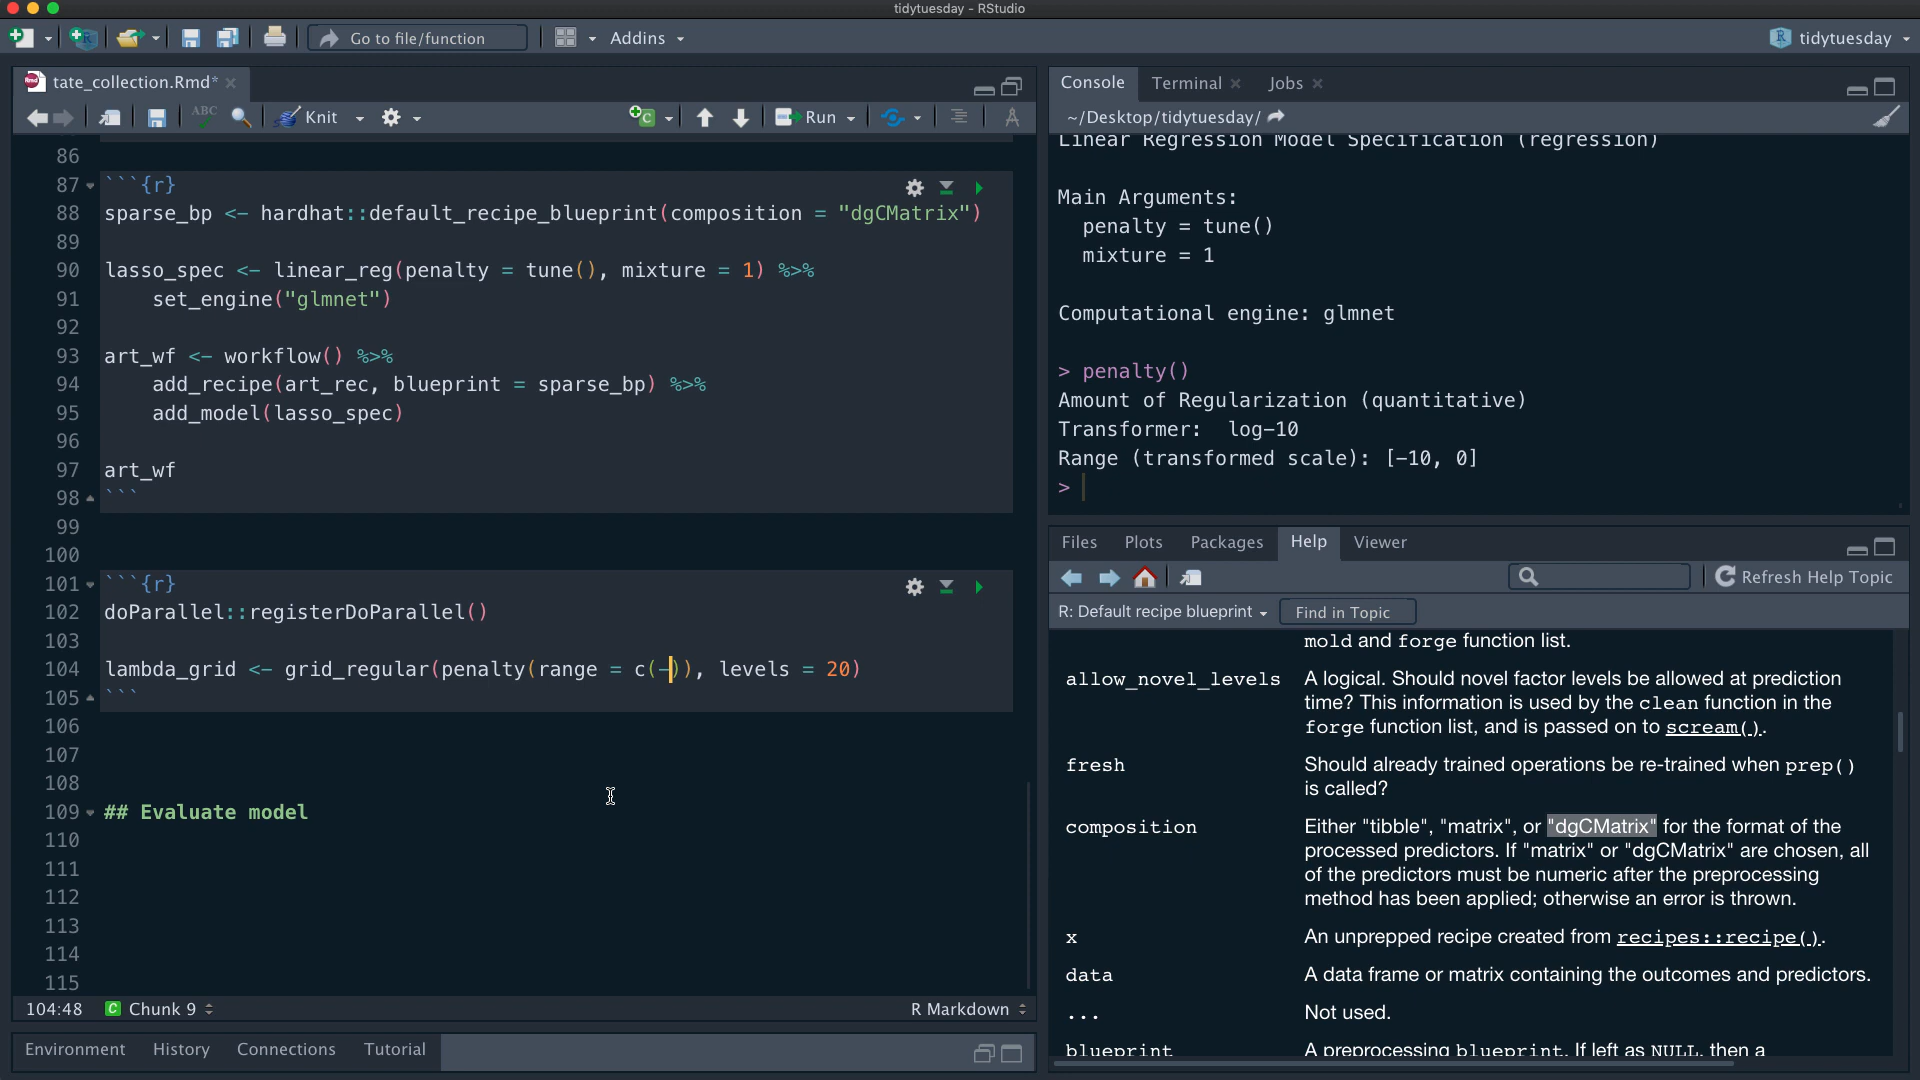 tidytuesday - RStudio
Go to file/function
Addins
tidytuesday
tate_collection.Rmd*
ABC
Knit
Run
86
87 ```{r}
88 sparse_bp <- hardhat::default_recipe_blueprint(composition = "dgCMatrix")
89
90 lasso_spec <- linear_reg(penalty = tune(), mixture = 1) %>%
91 set_engine("glmnet")
92
93 art_wf <- workflow() %>%
94 add_recipe(art_rec, blueprint = sparse_bp) %>%
95 add_model(lasso_spec)
96
97 art_wf
98 ```
99
100
101 ```{r}
102 doParallel::registerDoParallel()
103
104 lambda_grid <- grid_regular(penalty(range = c(-)), levels = 20)
105 ```
106
107
108
109 ## Evaluate model
110
111
112
113
114
115
104:48 C Chunk 9 R Markdown
Environment History Connections Tutorial
Console Terminal Jobs
~/Desktop/tidytuesday/
Linear Regression Model Specification (regression)
Main Arguments:
penalty = tune()
mixture = 1
Computational engine: glmnet
> penalty()
Amount of Regularization (quantitative)
Transformer: log-10
Range (transformed scale): [-10, 0]
>
Files Plots Packages Help Viewer
Refresh Help Topic
R: Default recipe blueprint Find in Topic
mold and forge function list.
allow_novel_levels A logical. Should novel factor levels be allowed at prediction
time? This information is used by the clean function in the
forge function list, and is passed on to scream().
fresh Should already trained operations be re-trained when prep()
is called?
composition Either "tibble", "matrix", or "dgCMatrix" for the format of the
processed predictors. If "matrix" or "dgCMatrix" are chosen, all
of the predictors must be numeric after the preprocessing
method has been applied; otherwise an error is thrown.
x An unprepped recipe created from recipes::recipe().
data A data frame or matrix containing the outcomes and predictors.
... Not used.
blueprint A preprocessing blueprint. If left as NULL, then a